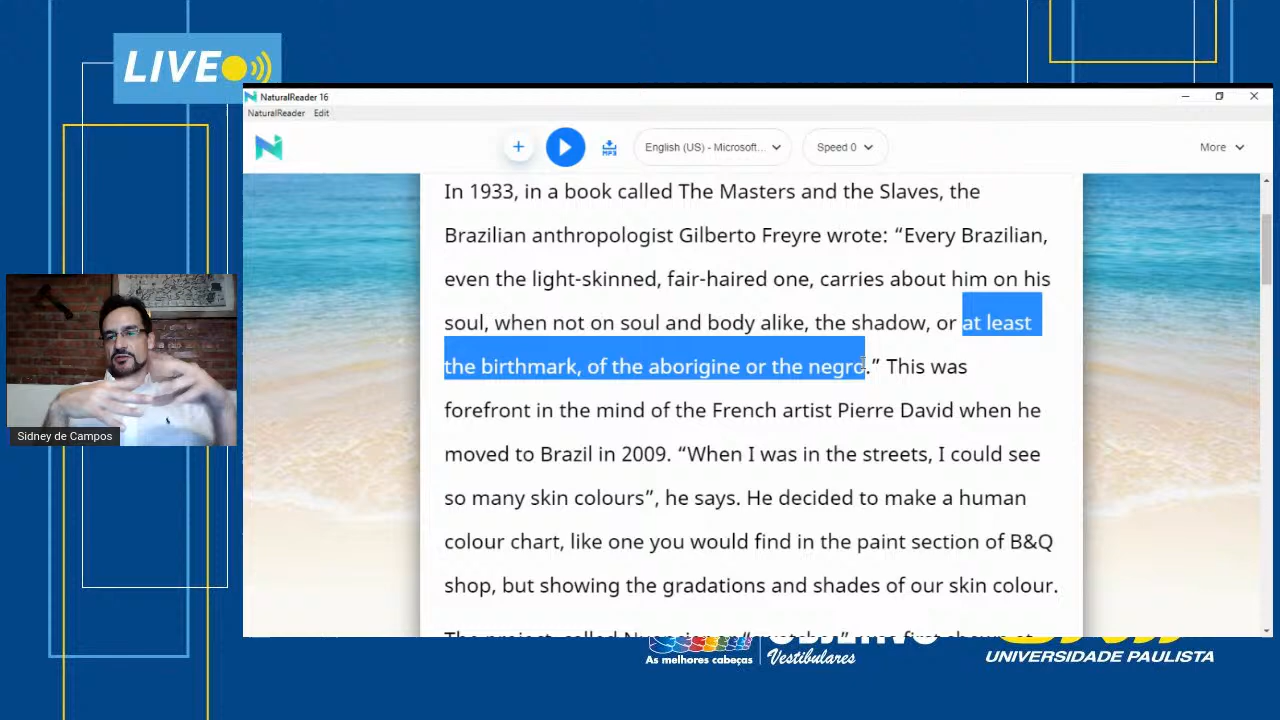 LIVE
NaturalReader 16
NaturalReader Edit
MP3
English (US) - Microsoft...
Speed 0
More
In 1933, in a book called The Masters and the Slaves, the
Brazilian anthropologist Gilberto Freyre wrote: “Every Brazilian,
even the light-skinned, fair-haired one, carries about him on his
soul, when not on soul and body alike, the shadow, or at least
the birthmark, of the aborigine or the negro.” This was
forefront in the mind of the French artist Pierre David when he
moved to Brazil in 2009. “When I was in the streets, I could see
so many skin colours”, he says. He decided to make a human
colour chart, like one you would find in the paint section of B&Q
shop, but showing the gradations and shades of our skin colour.
Sidney de Campos
As melhores cabeças
Vestibulares
UNIVERSIDADE PAULISTA